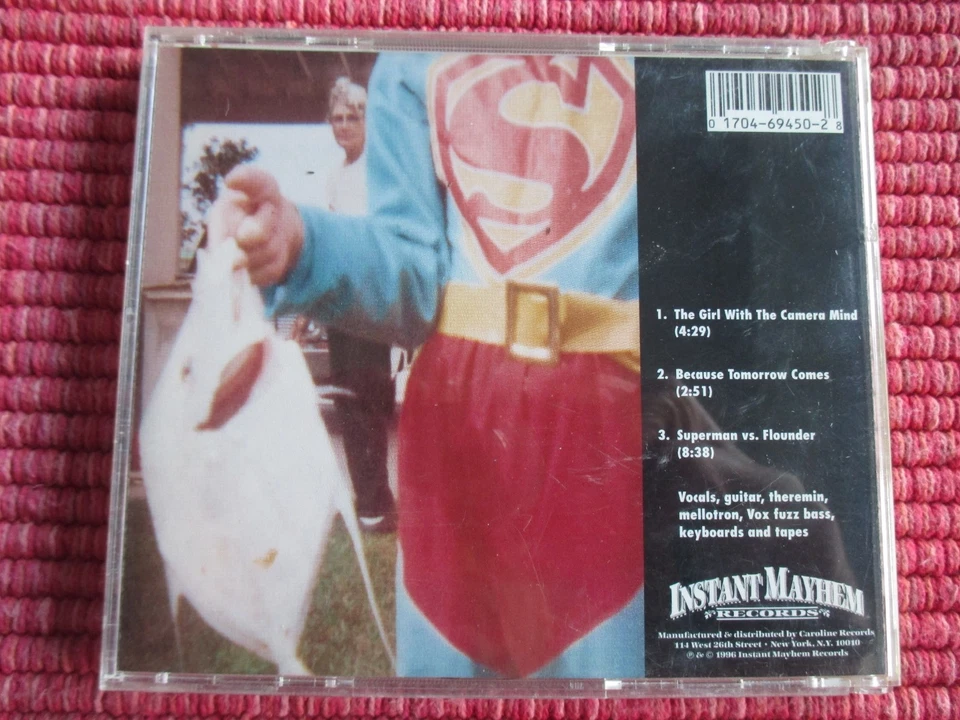 S
0 1704-69450-2 8
1. The Girl With The Camera Mind
(4:29)
2. Because Tomorrow Comes
(2:51)
3. Superman vs. Flounder
(8:38)
Vocals, guitar, theremin,
mellotron, Vox fuzz bass,
keyboards and tapes
INSTANT MAYHEM
RECORDS
Manufactured & distributed by Caroline Records
114 West 26th Street • New York, N.Y. 10010
℗ & © 1996 Instant Mayhem Records